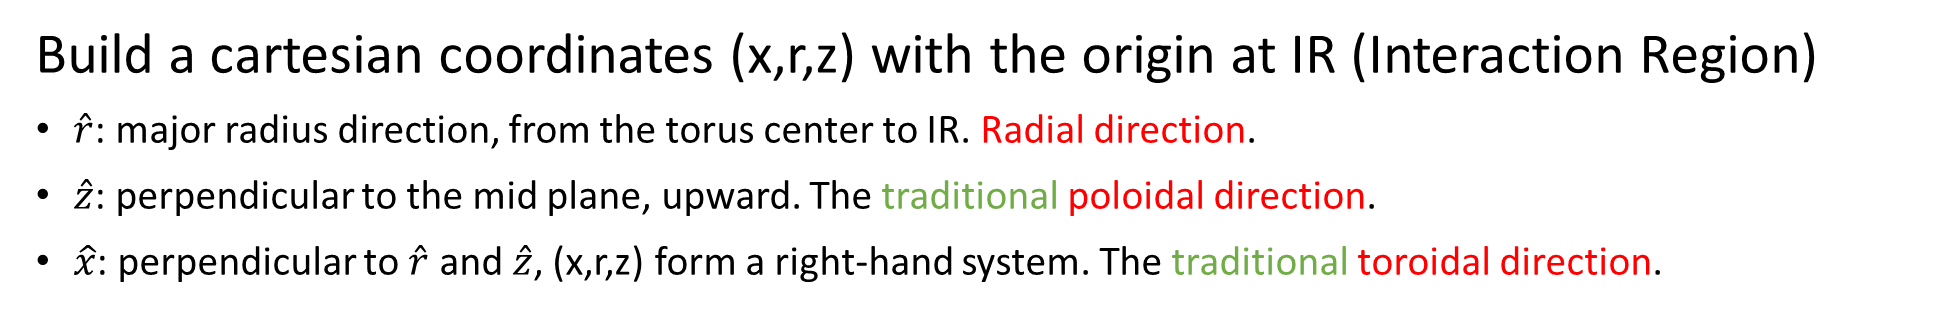 Build a cartesian coordinates (x,r,z) with the origin at IR (Interaction Region)
• r̂: major radius direction, from the torus center to IR. Radial direction.
• ẑ: perpendicular to the mid plane, upward. The traditional poloidal direction.
• x̂: perpendicular to r̂ and ẑ, (x,r,z) form a right-hand system. The traditional toroidal direction.